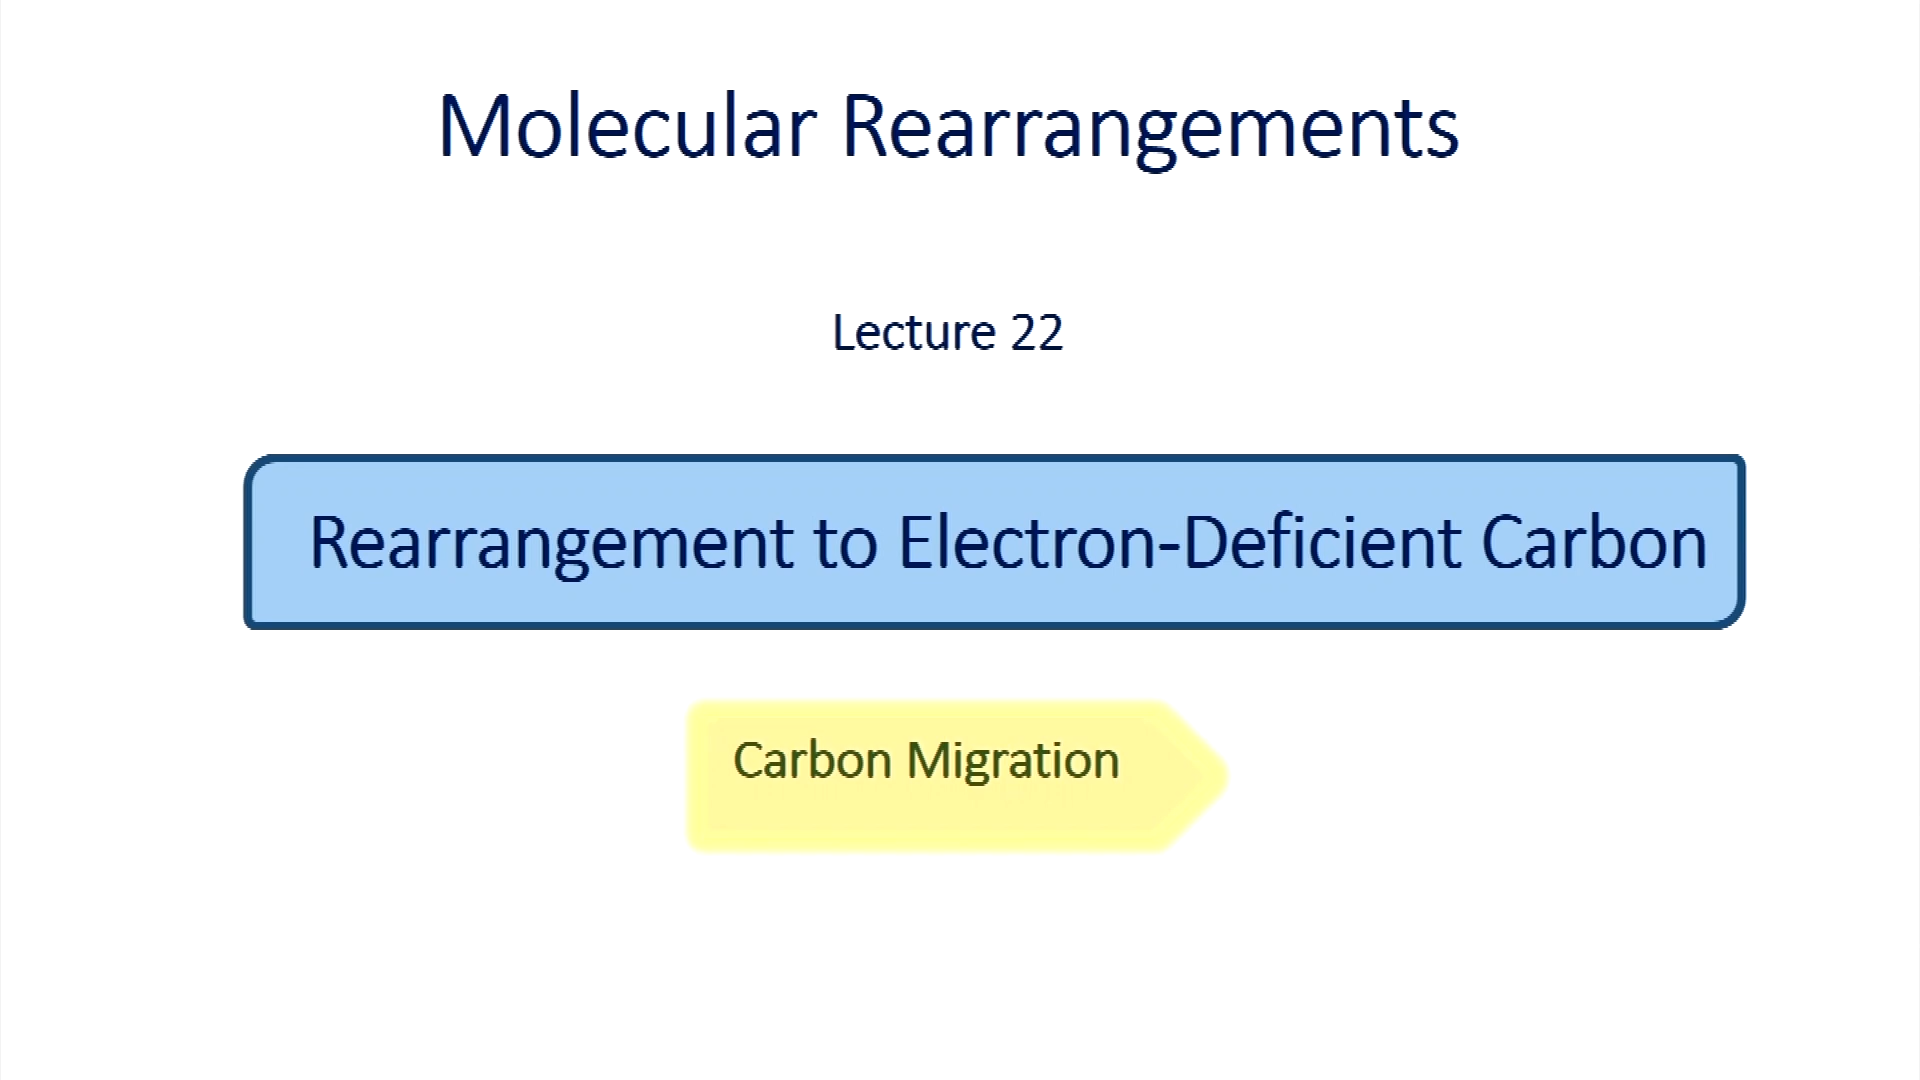 Molecular Rearrangements
Lecture 22
Rearrangement to Electron-Deficient Carbon
Carbon Migration